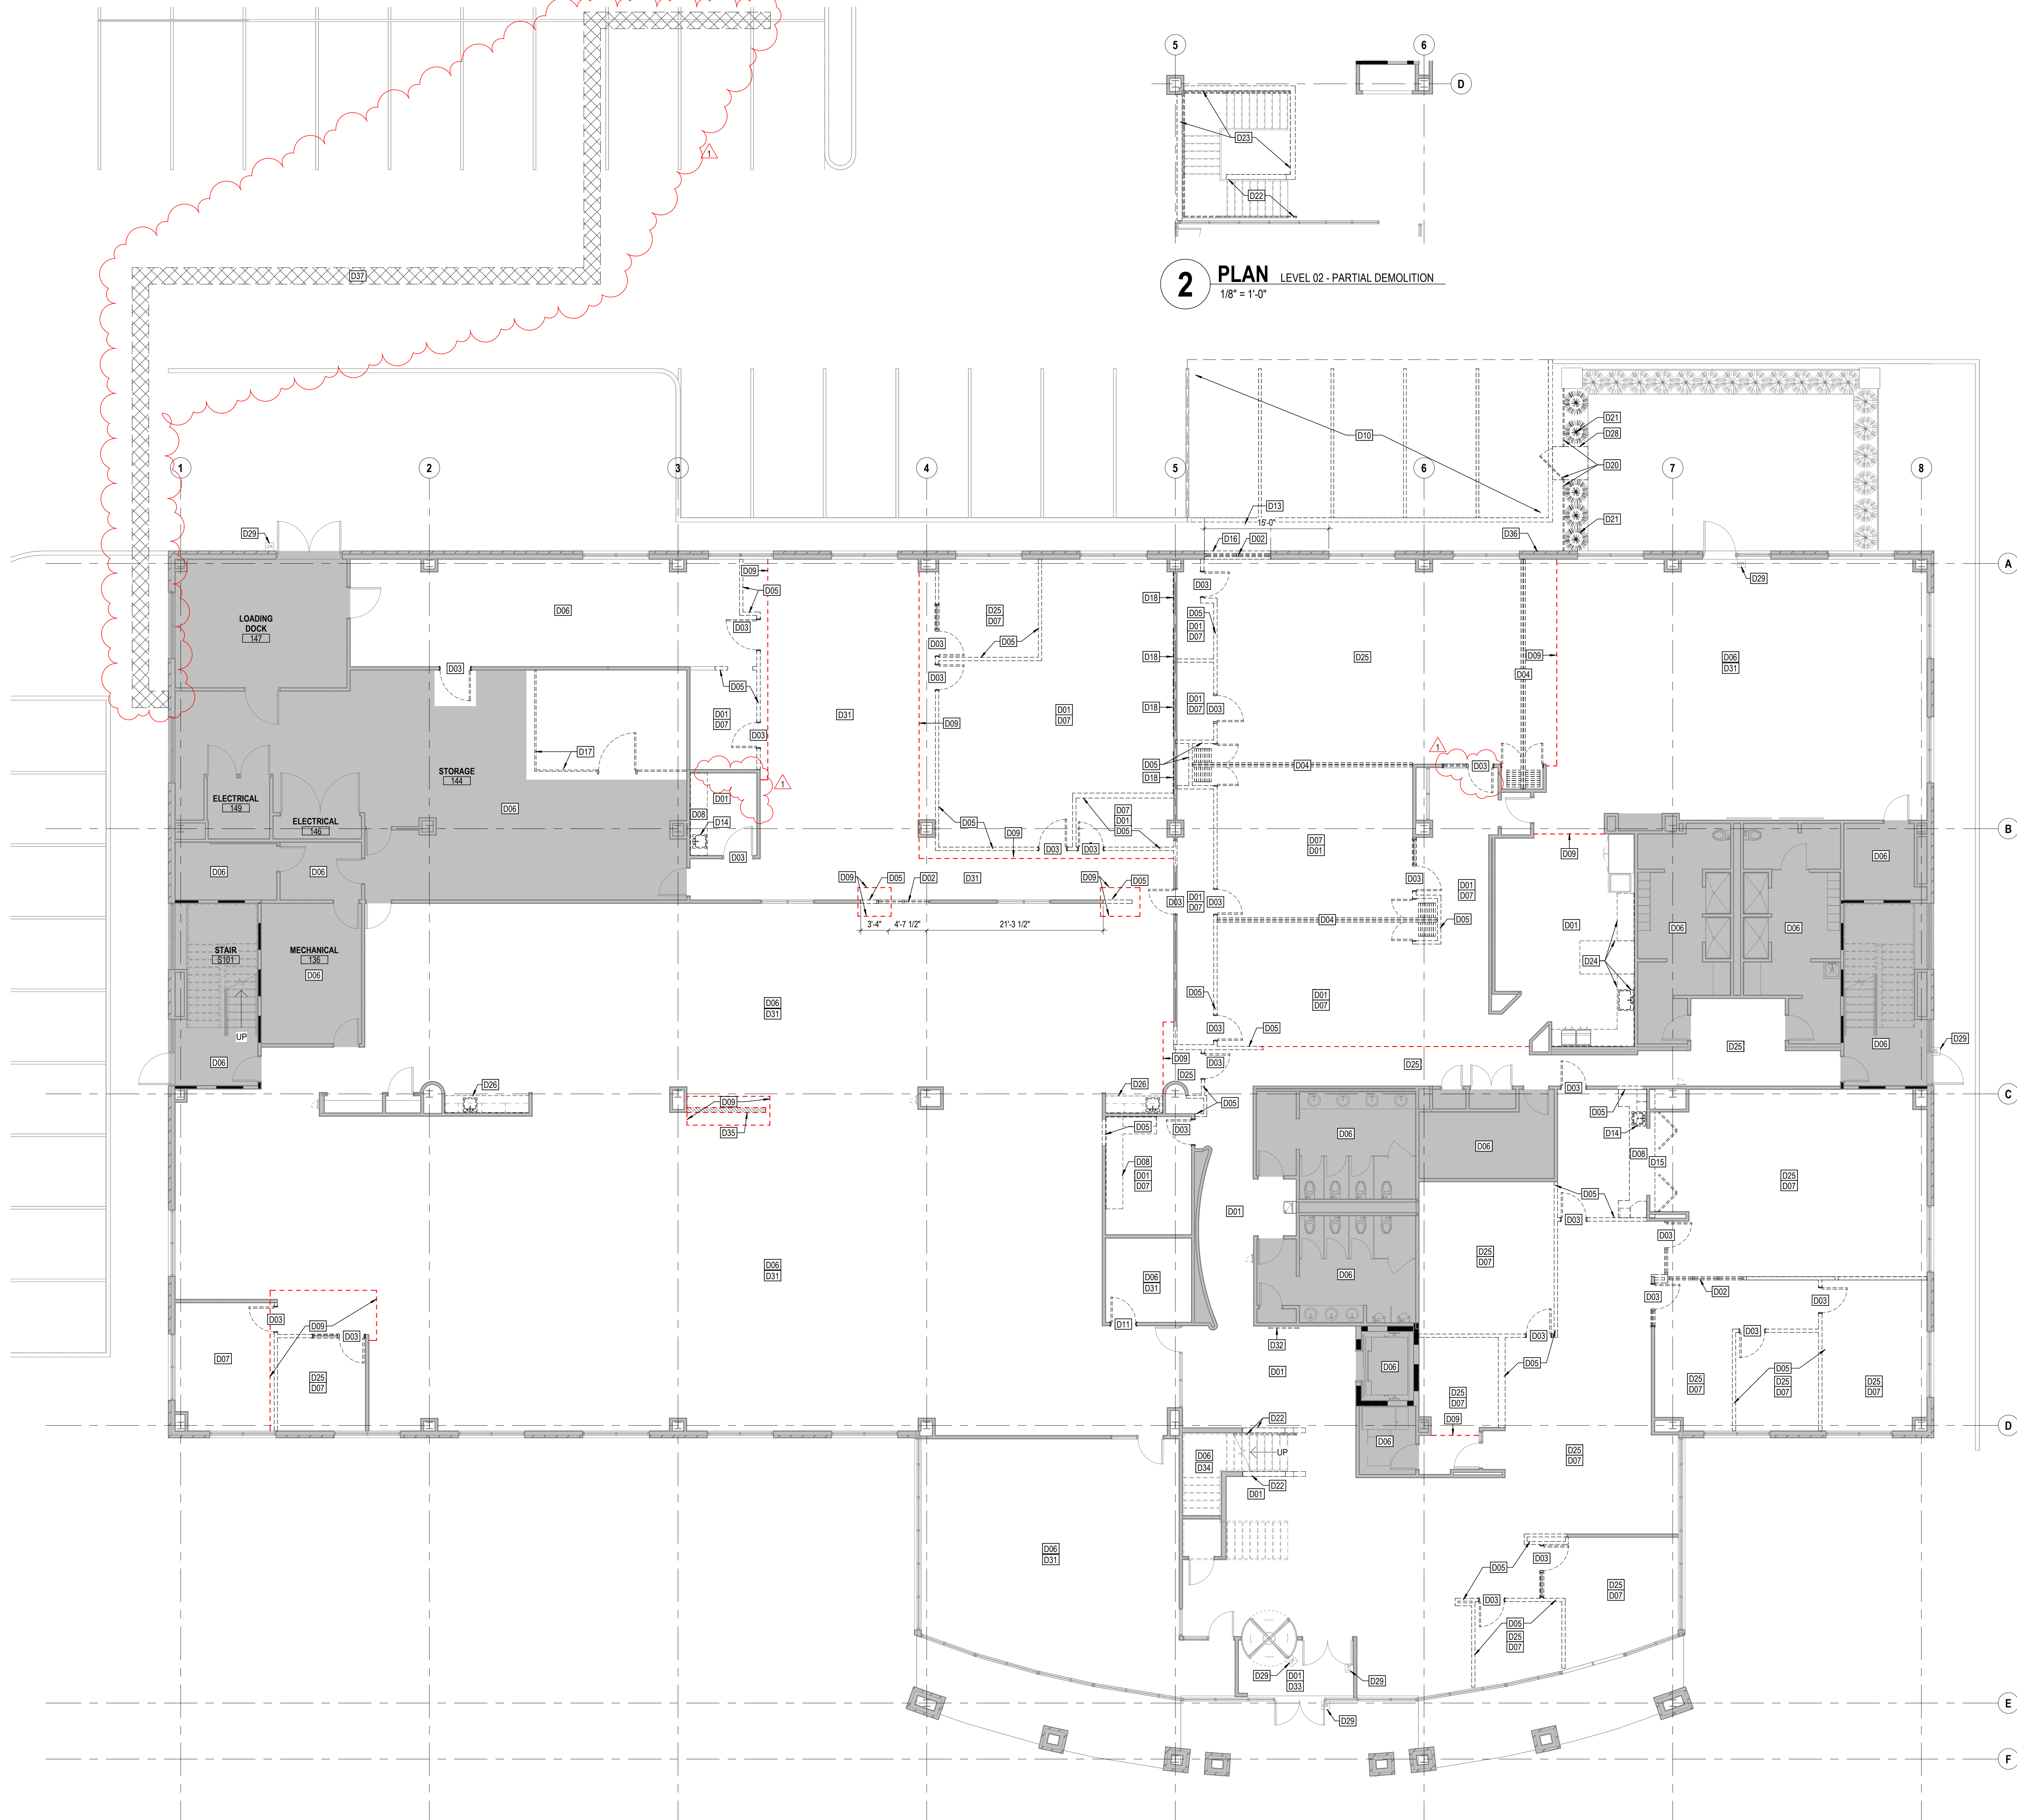 5
6
D
D23
D22
2
PLAN LEVEL 02 - PARTIAL DEMOLITION
1/8" = 1'-0"
1
D37
D10
D21
D28
D20
D21
1
2
3
4
5
6
7
8
D13
15'-0"
D29
D16
D02
D36
A
D09
D29
D05
D03
D18
D03
D06
D25
D07
D05
D01
D07
LOADING
DOCK
147
D03
D03
D05
D18
D25
D09
D06
D31
D03
D03
D04
D05
D01
D07
D31
D09
D01
D07
D01
D07
D03
D18
D03
D17
D05
D18
D04
1
D03
STORAGE
144
1
D01
D08
D14
D03
ELECTRICAL
149
ELECTRICAL
146
D06
D07
D01
D05
D05
D09
D03
D03
B
D07
D01
D09
D06
D06
D06
D09
D05
D02
D31
D09
D05
D03
D03
D01
D07
D03
D01
D07
D04
D05
3'-4"
4'-7 1/2"
21'-3 1/2"
D01
D24
D06
D06
STAIR
S101
MECHANICAL
136
D06
UP
D06
D06
D31
D05
D01
D07
D03
D05
D09
D03
D25
D25
D25
D06
D29
D26
D26
D03
C
D09
D35
D05
D05
D03
D06
D06
D05
D14
D08
D15
D08
D01
D07
D01
D05
D03
D25
D07
D03
D06
D31
D06
D31
D06
D25
D07
D02
D03
D03
D03
D09
D03
D03
D11
D32
D03
D05
D07
D25
D07
D01
D06
D25
D07
D25
D07
D05
D25
D07
D25
D07
D09
D22
D06
D34
UP
D22
D01
D06
D25
D07
D
D06
D31
D05
D03
D25
D07
D03
D05
D25
D07
D29
D01
D33
D29
D29
E
F